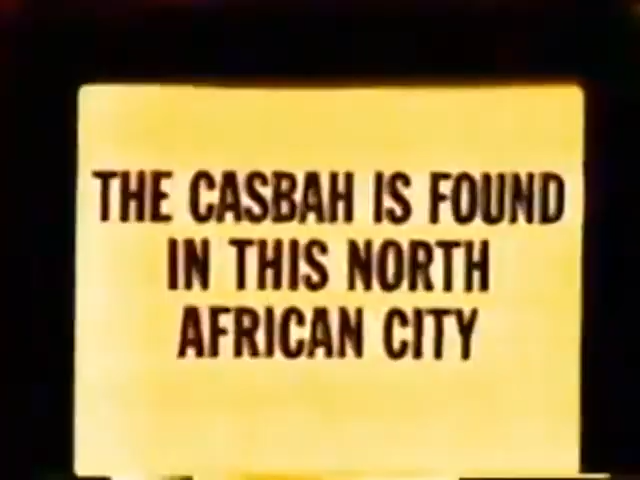 THE CASBAH IS FOUND
IN THIS NORTH
AFRICAN CITY